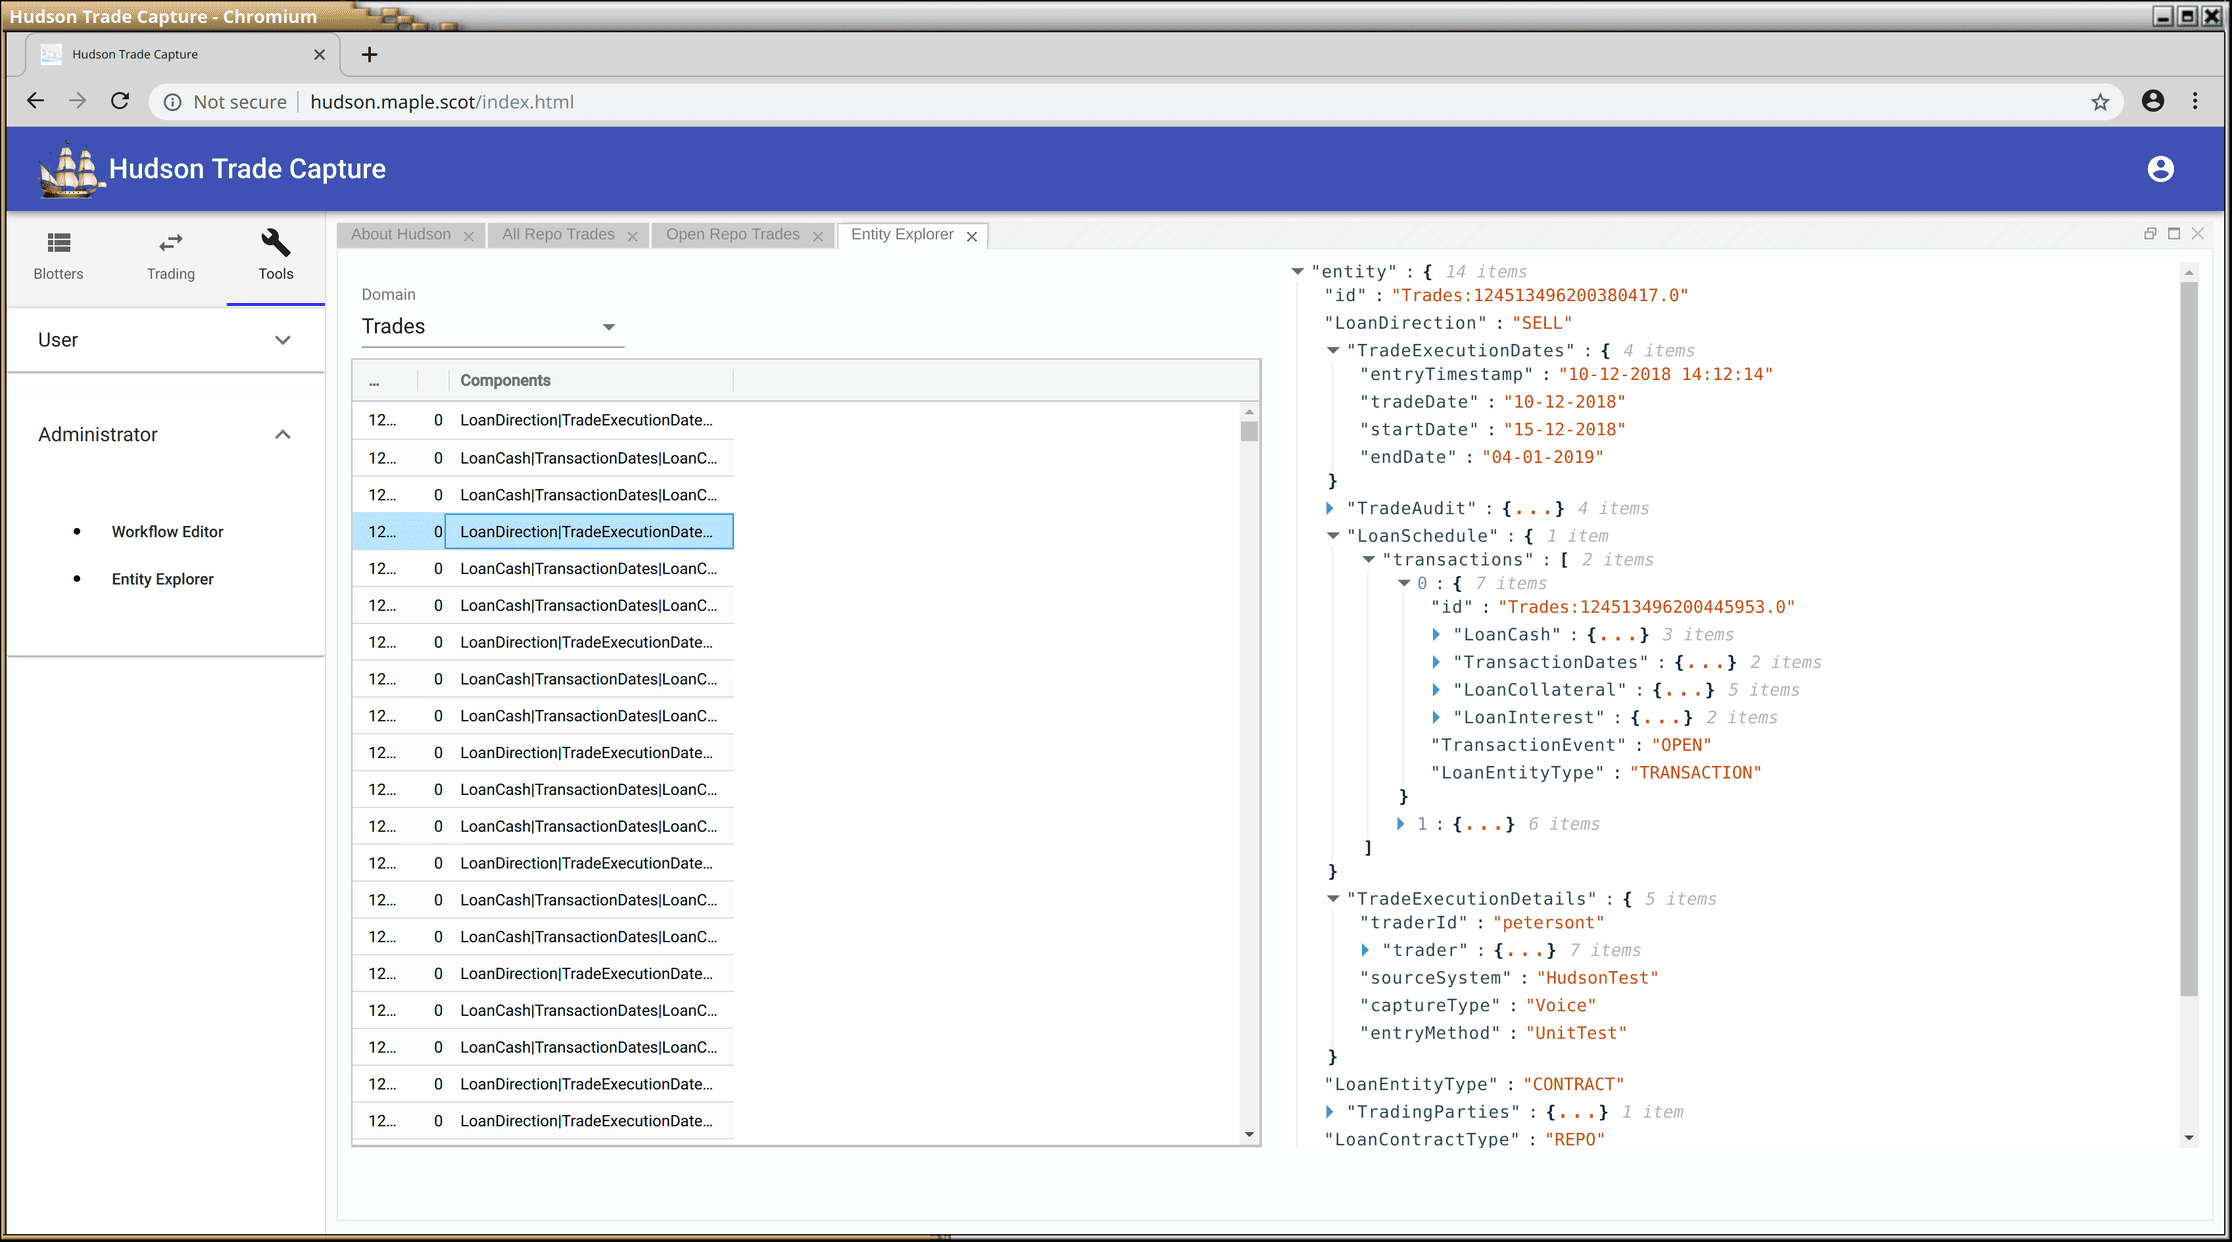 Hudson Trade Capture - Chromium
Hudson Trade Capture
Not secure | hudson.maple.scot/index.html
Hudson Trade Capture
Blotters
Trading
Tools
User
Administrator
Workflow Editor
Entity Explorer
About Hudson
All Repo Trades
Open Repo Trades
Entity Explorer
Domain
Trades
... Components
12... 0 LoanDirection|TradeExecutionDate...
12... 0 LoanCash|TransactionDates|LoanC...
12... 0 LoanCash|TransactionDates|LoanC...
12... 0 LoanDirection|TradeExecutionDate...
12... 0 LoanCash|TransactionDates|LoanC...
12... 0 LoanCash|TransactionDates|LoanC...
12... 0 LoanDirection|TradeExecutionDate...
12... 0 LoanCash|TransactionDates|LoanC...
12... 0 LoanCash|TransactionDates|LoanC...
12... 0 LoanDirection|TradeExecutionDate...
12... 0 LoanCash|TransactionDates|LoanC...
12... 0 LoanCash|TransactionDates|LoanC...
12... 0 LoanDirection|TradeExecutionDate...
12... 0 LoanCash|TransactionDates|LoanC...
12... 0 LoanCash|TransactionDates|LoanC...
12... 0 LoanDirection|TradeExecutionDate...
12... 0 LoanCash|TransactionDates|LoanC...
12... 0 LoanCash|TransactionDates|LoanC...
12... 0 LoanDirection|TradeExecutionDate...
12... 0 LoanDirection|TradeExecutionDate...
"entity" : { 14 items
"id" : "Trades:124513496200380417.0"
"LoanDirection" : "SELL"
"TradeExecutionDates" : { 4 items
"entryTimestamp" : "10-12-2018 14:12:14"
"tradeDate" : "10-12-2018"
"startDate" : "15-12-2018"
"endDate" : "04-01-2019"
}
"TradeAudit" : {...} 4 items
"LoanSchedule" : { 1 item
"transactions" : [ 2 items
0 : { 7 items
"id" : "Trades:124513496200445953.0"
"LoanCash" : {...} 3 items
"TransactionDates" : {...} 2 items
"LoanCollateral" : {...} 5 items
"LoanInterest" : {...} 2 items
"TransactionEvent" : "OPEN"
"LoanEntityType" : "TRANSACTION"
}
1 : {...} 6 items
]
}
"TradeExecutionDetails" : { 5 items
"traderId" : "petersont"
"trader" : {...} 7 items
"sourceSystem" : "HudsonTest"
"captureType" : "Voice"
"entryMethod" : "UnitTest"
}
"LoanEntityType" : "CONTRACT"
"TradingParties" : {...} 1 item
"LoanContractType" : "REPO"